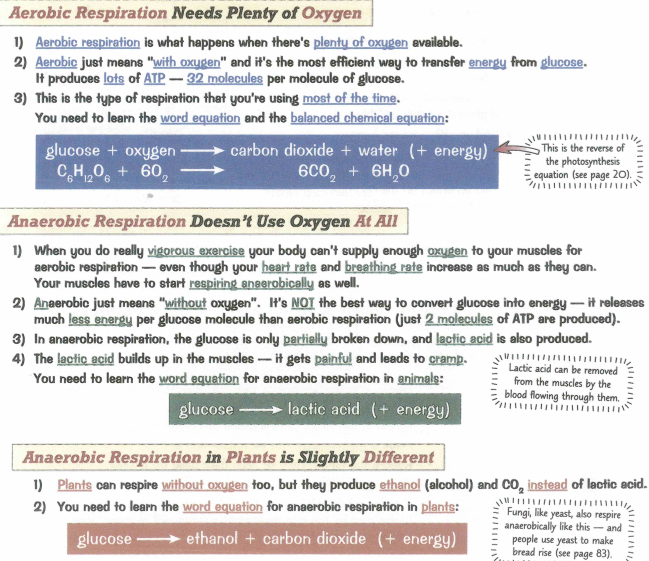 Aerobic Respiration Needs Plenty of Oxygen
1) Aerobic respiration is what happens when there's plenty of oxygen available.
2) Aerobic just means "with oxygen" and it's the most efficient way to transfer energy from glucose.
It produces lots of ATP — 32 molecules per molecule of glucose.
3) This is the type of respiration that you're using most of the time.
You need to learn the word equation and the balanced chemical equation:
glucose + oxygen ⟶ carbon dioxide + water (+ energy)
C₆H₁₂O₆ + 6O₂ ⟶ 6CO₂ + 6H₂O
This is the reverse of
the photosynthesis
equation (see page 20).
Anaerobic Respiration Doesn't Use Oxygen At All
1) When you do really vigorous exercise your body can't supply enough oxygen to your muscles for
aerobic respiration — even though your heart rate and breathing rate increase as much as they can.
Your muscles have to start respiring anaerobically as well.
2) Anaerobic just means "without oxygen". It's NOT the best way to convert glucose into energy — it releases
much less energy per glucose molecule than aerobic respiration (just 2 molecules of ATP are produced).
3) In anaerobic respiration, the glucose is only partially broken down, and lactic acid is also produced.
4) The lactic acid builds up in the muscles — it gets painful and leads to cramp.
You need to learn the word equation for anaerobic respiration in animals:
Lactic acid can be removed
from the muscles by the
blood flowing through them.
glucose ⟶ lactic acid (+ energy)
Anaerobic Respiration in Plants is Slightly Different
1) Plants can respire without oxygen too, but they produce ethanol (alcohol) and CO₂ instead of lactic acid.
2) You need to learn the word equation for anaerobic respiration in plants:
glucose ⟶ ethanol + carbon dioxide (+ energy)
Fungi, like yeast, also respire
anaerobically like this — and
people use yeast to make
bread rise (see page 83).